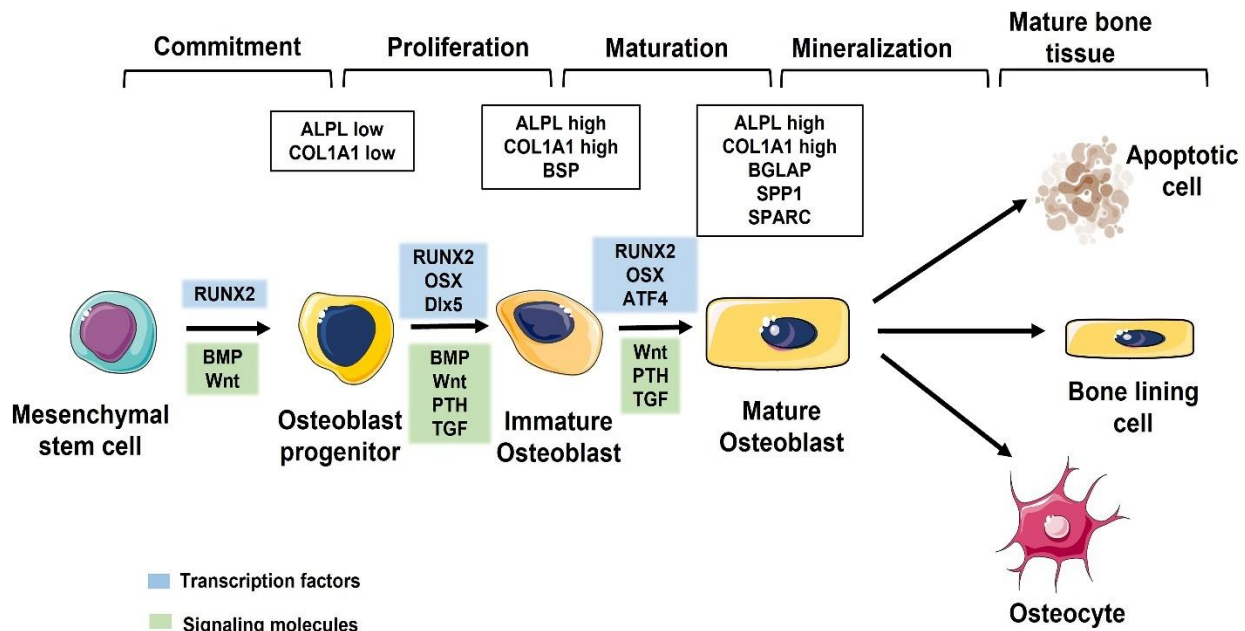 Commitment
Proliferation
Maturation
Mineralization
Mature bone
tissue
ALPL low
COL1A1 low
ALPL high
COL1A1 high
BSP
ALPL high
COL1A1 high
BGLAP
SPP1
SPARC
Apoptotic
cell
RUNX2
BMP
Wnt
RUNX2
OSX
Dlx5
BMP
Wnt
PTH
TGF
RUNX2
OSX
ATF4
Wnt
PTH
TGF
Mesenchymal
stem cell
Osteoblast
progenitor
Immature
Osteoblast
Mature
Osteoblast
Bone lining
cell
Osteocyte
Transcription factors
Signaling molecules